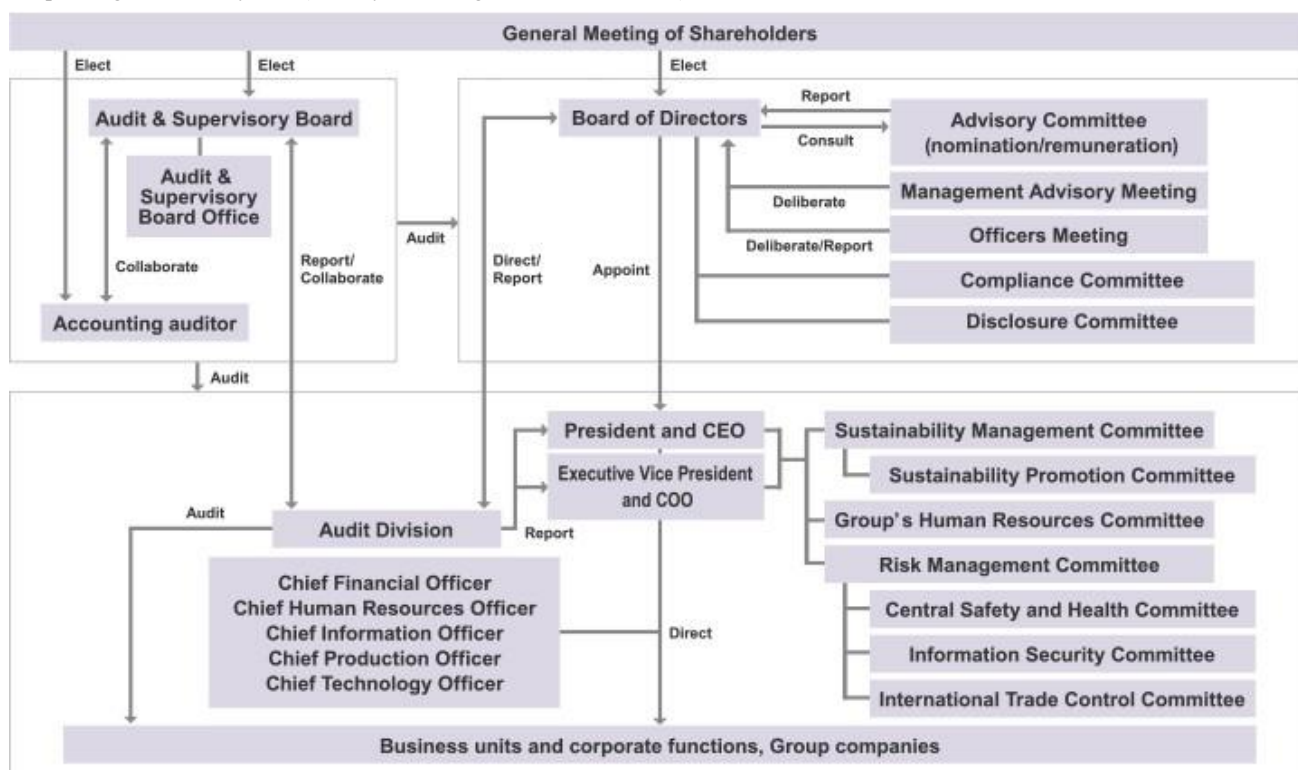 General Meeting of Shareholders
Elect
Elect
Elect
Audit & Supervisory Board
Audit &
Supervisory
Board Office
Collaborate
Report/
Collaborate
Accounting auditor
Audit
Audit
Board of Directors
Report
Consult
Advisory Committee
(nomination/remuneration)
Management Advisory Meeting
Deliberate
Officers Meeting
Deliberate/Report
Compliance Committee
Disclosure Committee
Direct/
Report
Appoint
President and CEO
Executive Vice President
and COO
Sustainability Management Committee
Sustainability Promotion Committee
Group's Human Resources Committee
Risk Management Committee
Central Safety and Health Committee
Information Security Committee
International Trade Control Committee
Audit
Audit Division
Report
Chief Financial Officer
Chief Human Resources Officer
Chief Information Officer
Chief Production Officer
Chief Technology Officer
Direct
Business units and corporate functions, Group companies